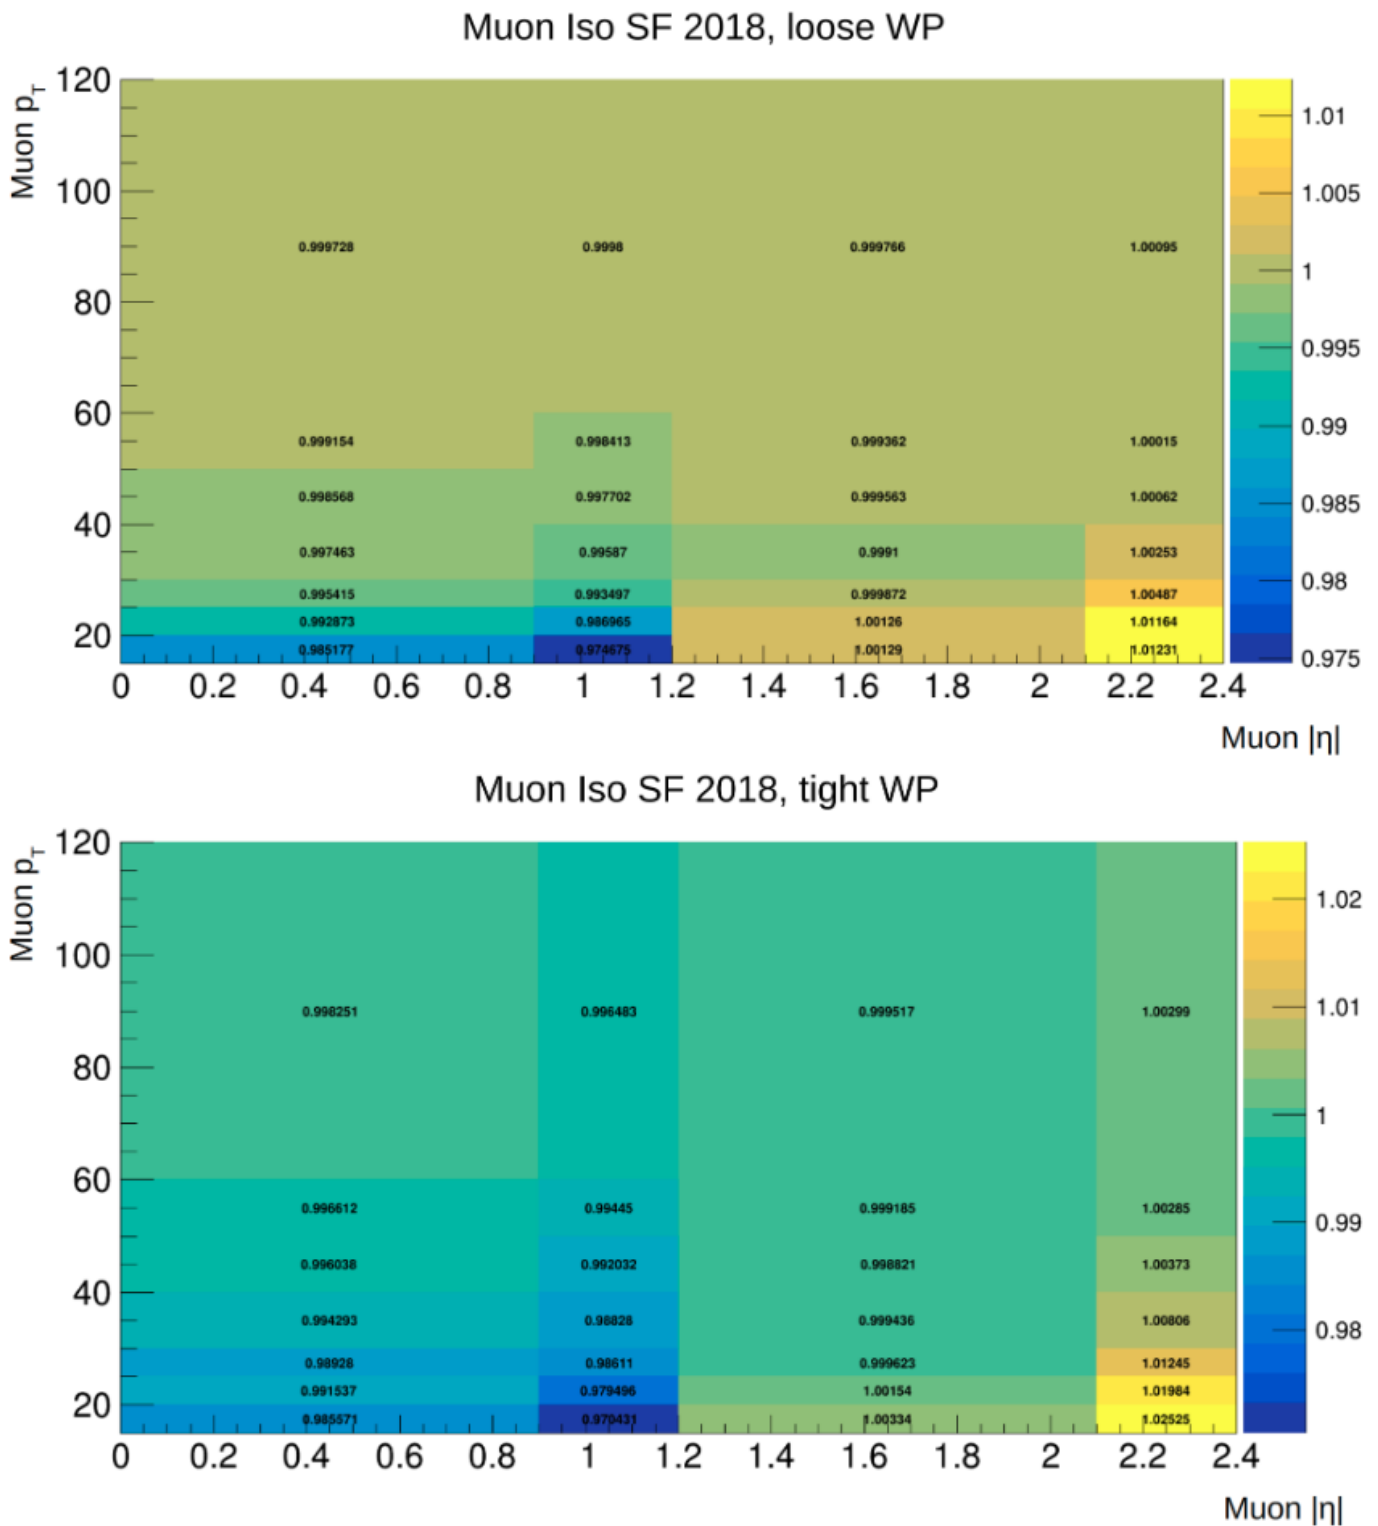 Muon Iso SF 2018, loose WP
Muon pT
120
100
80
60
40
20
0.999728 0.9998 0.999766 1.00095
0.999154 0.998413 0.999362 1.00015
0.998568 0.997702 0.999563 1.00062
0.997463 0.99587 0.9991 1.00253
0.995415 0.993497 0.999872 1.00487
0.992873 0.986965 1.00126 1.01164
0.985177 0.974675 1.00129 1.01231
0 0.2 0.4 0.6 0.8 1 1.2 1.4 1.6 1.8 2 2.2 2.4
Muon |η|
1.01
1.005
1
0.995
0.99
0.985
0.98
0.975
Muon Iso SF 2018, tight WP
Muon pT
120
100
80
60
40
20
0.998251 0.996483 0.999517 1.00299
0.996612 0.99445 0.999185 1.00285
0.996038 0.992032 0.998821 1.00373
0.994293 0.98828 0.999436 1.00806
0.98928 0.98611 0.999623 1.01245
0.991537 0.979496 1.00154 1.01984
0.985571 0.970431 1.00334 1.02525
0 0.2 0.4 0.6 0.8 1 1.2 1.4 1.6 1.8 2 2.2 2.4
Muon |η|
1.02
1.01
1
0.99
0.98